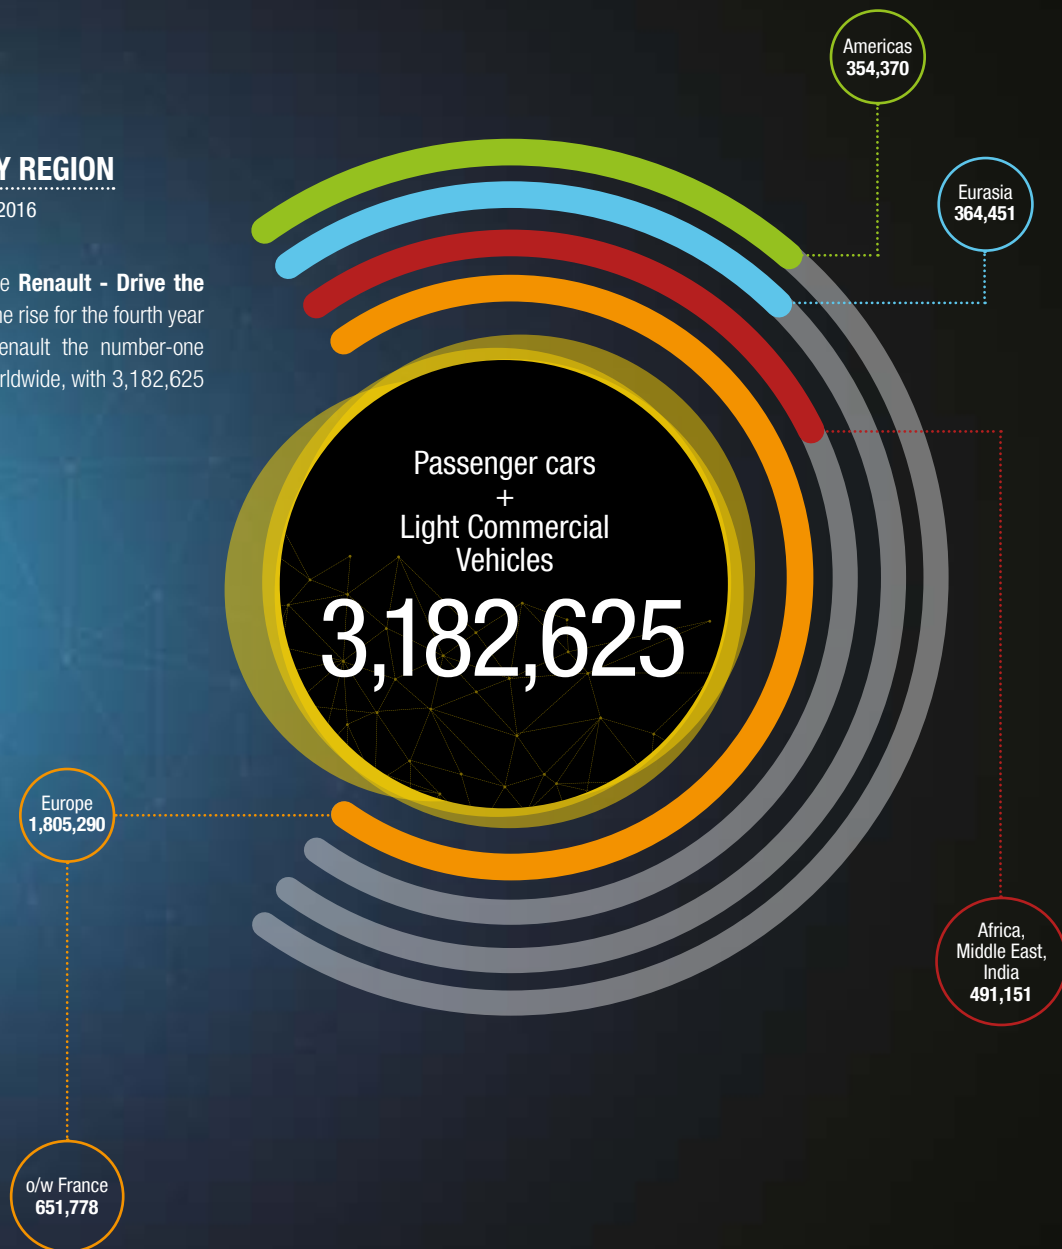 Y REGION
2016
e Renault - Drive the
ne rise for the fourth year
enault the number-one
rldwide, with 3,182,625
Americas
354,370
Eurasia
364,451
Passenger cars
+
Light Commercial
Vehicles
3,182,625
Europe
1,805,290
Africa,
Middle East,
India
491,151
o/w France
651,778